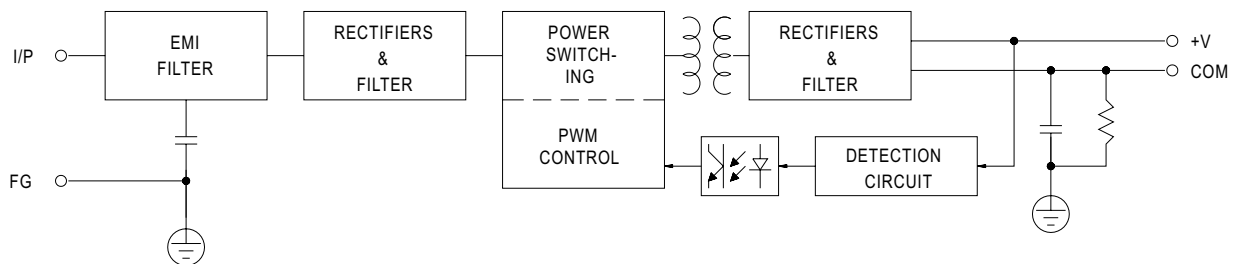 I/P
EMI
FILTER
RECTIFIERS
&
FILTER
POWER
SWITCH-
ING
PWM
CONTROL
RECTIFIERS
&
FILTER
+V
COM
DETECTION
CIRCUIT
FG